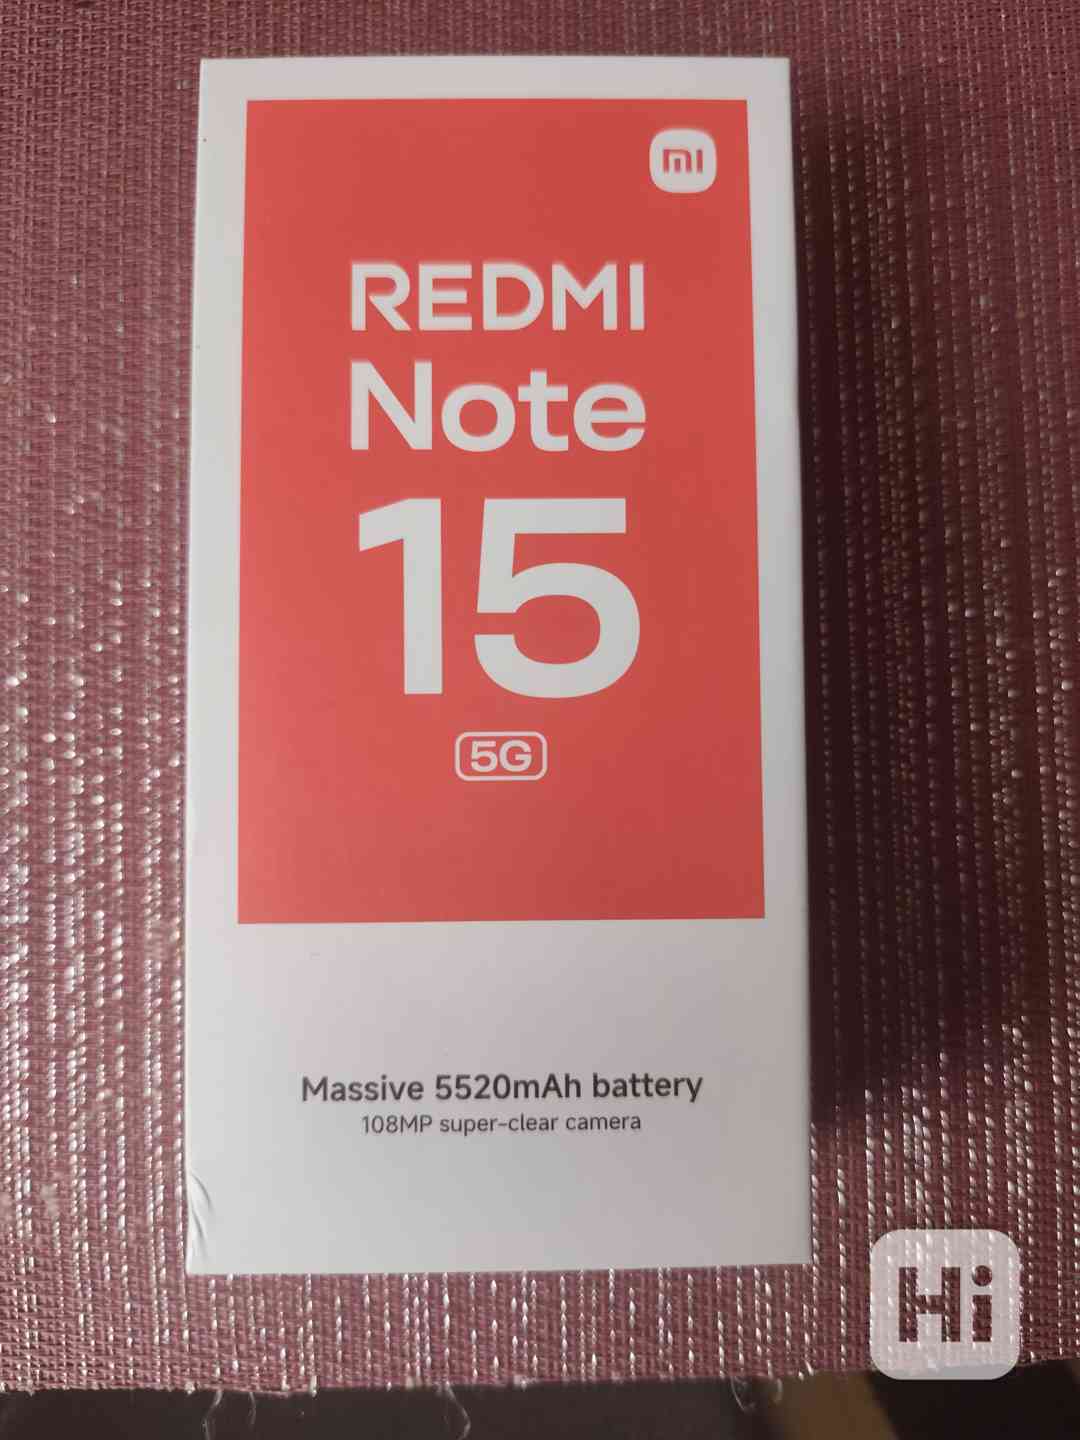 mi
REDMI
Note
15
5G
Massive 5520mAh battery
108MP super-clear camera
Hi